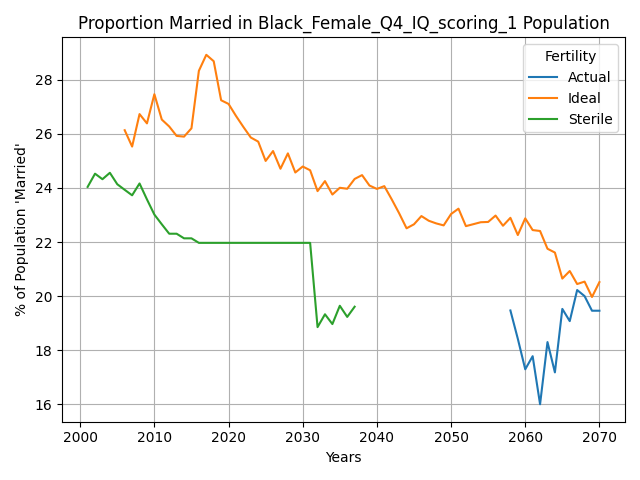 Proportion Married in Black_Female_Q4_IQ_scoring_1 Population
Fertility
Actual
Ideal
Sterile
% of Population 'Married'
28
26
24
22
20
18
16
2000 2010 2020 2030 2040 2050 2060 2070
Years